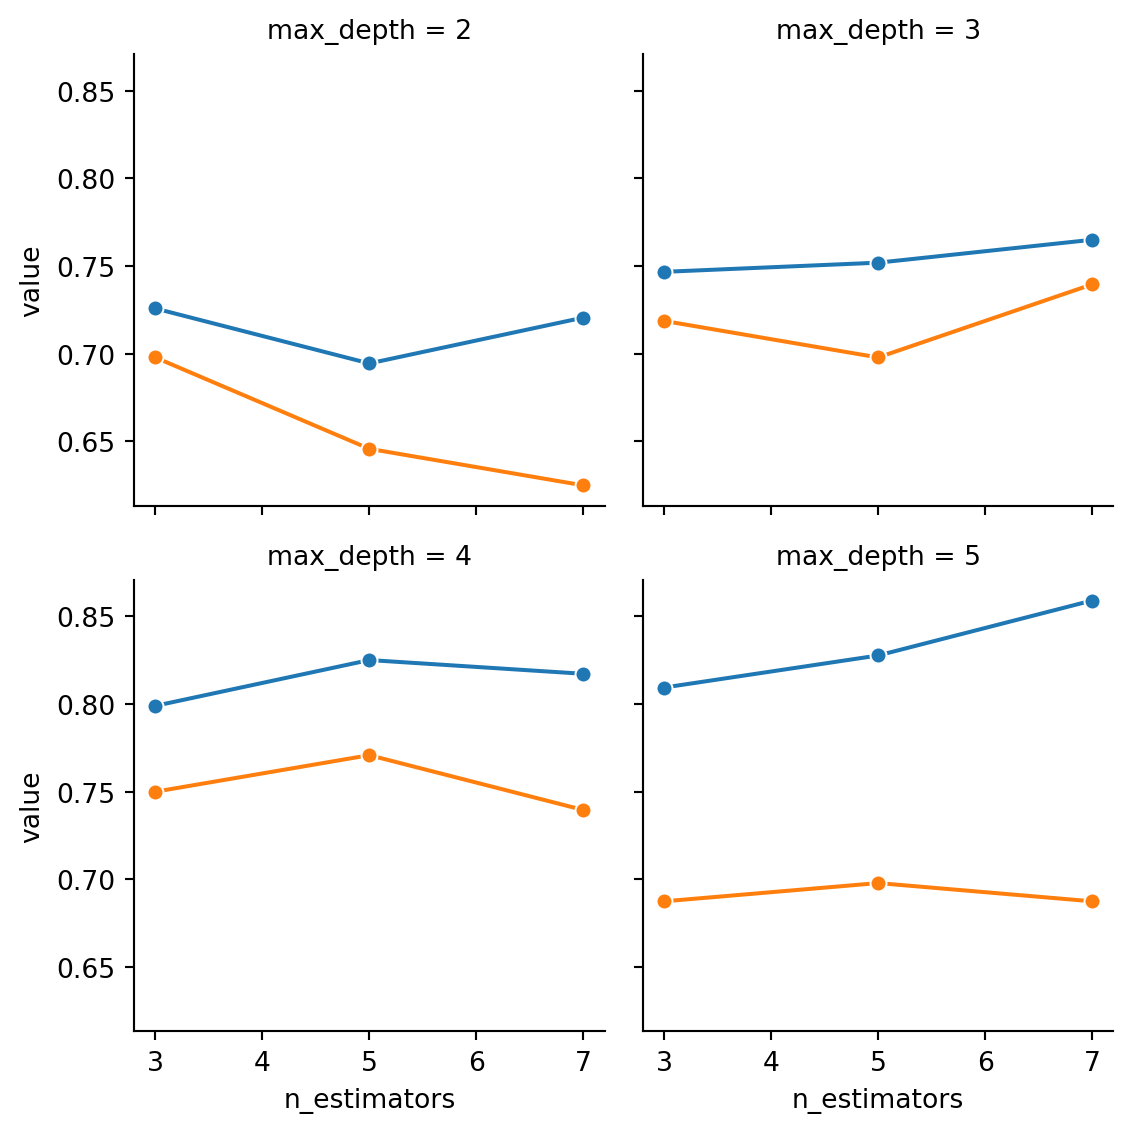 max_depth = 2
max_depth = 3
value
0.85
0.80
0.75
0.70
0.65
max_depth = 4
max_depth = 5
value
0.85
0.80
0.75
0.70
0.65
3 4 5 6 7
3 4 5 6 7
n_estimators
n_estimators